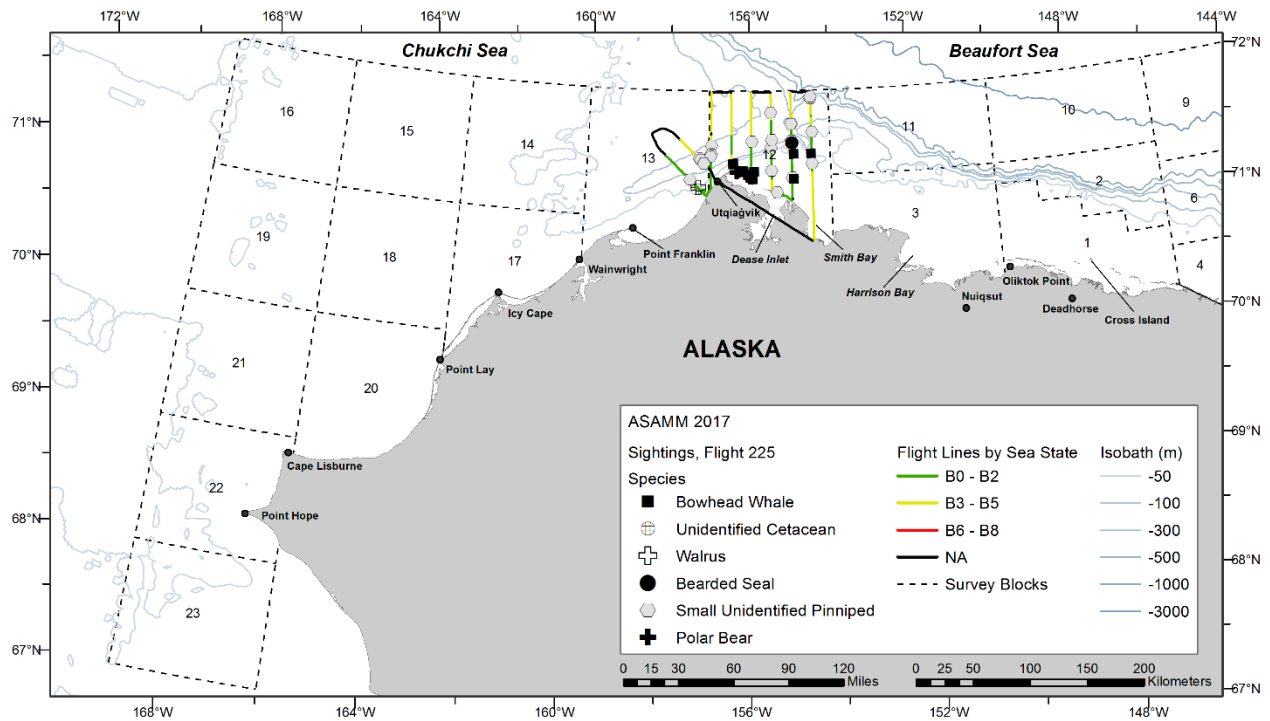 172°W 168°W 164°W 160°W 156°W 152°W 148°W 144°W
Chukchi Sea
Beaufort Sea
72°N
71°N
70°N
69°N
68°N
67°N
72°N
71°N
70°N
69°N
68°N
67°N
16
15
14
13
12
11
10
9
19
18
17
3
2
1
6
4
21
20
22
23
Utqiaġvik
Point Franklin
Wainwright
Icy Cape
Point Lay
Cape Lisburne
Point Hope
Dease Inlet
Smith Bay
Harrison Bay
Oliktok Point
Nuiqsut
Deadhorse
Cross Island
ALASKA
ASAMM 2017
Sightings, Flight 225
Species
Bowhead Whale
Unidentified Cetacean
Walrus
Bearded Seal
Small Unidentified Pinniped
Polar Bear
Flight Lines by Sea State
B0 - B2
B3 - B5
B6 - B8
NA
Survey Blocks
Isobath (m)
-50
-100
-300
-500
-1000
-3000
0 15 30 60 90 120
Miles
0 25 50 100 150 200
Kilometers
168°W 164°W 160°W 156°W 152°W 148°W